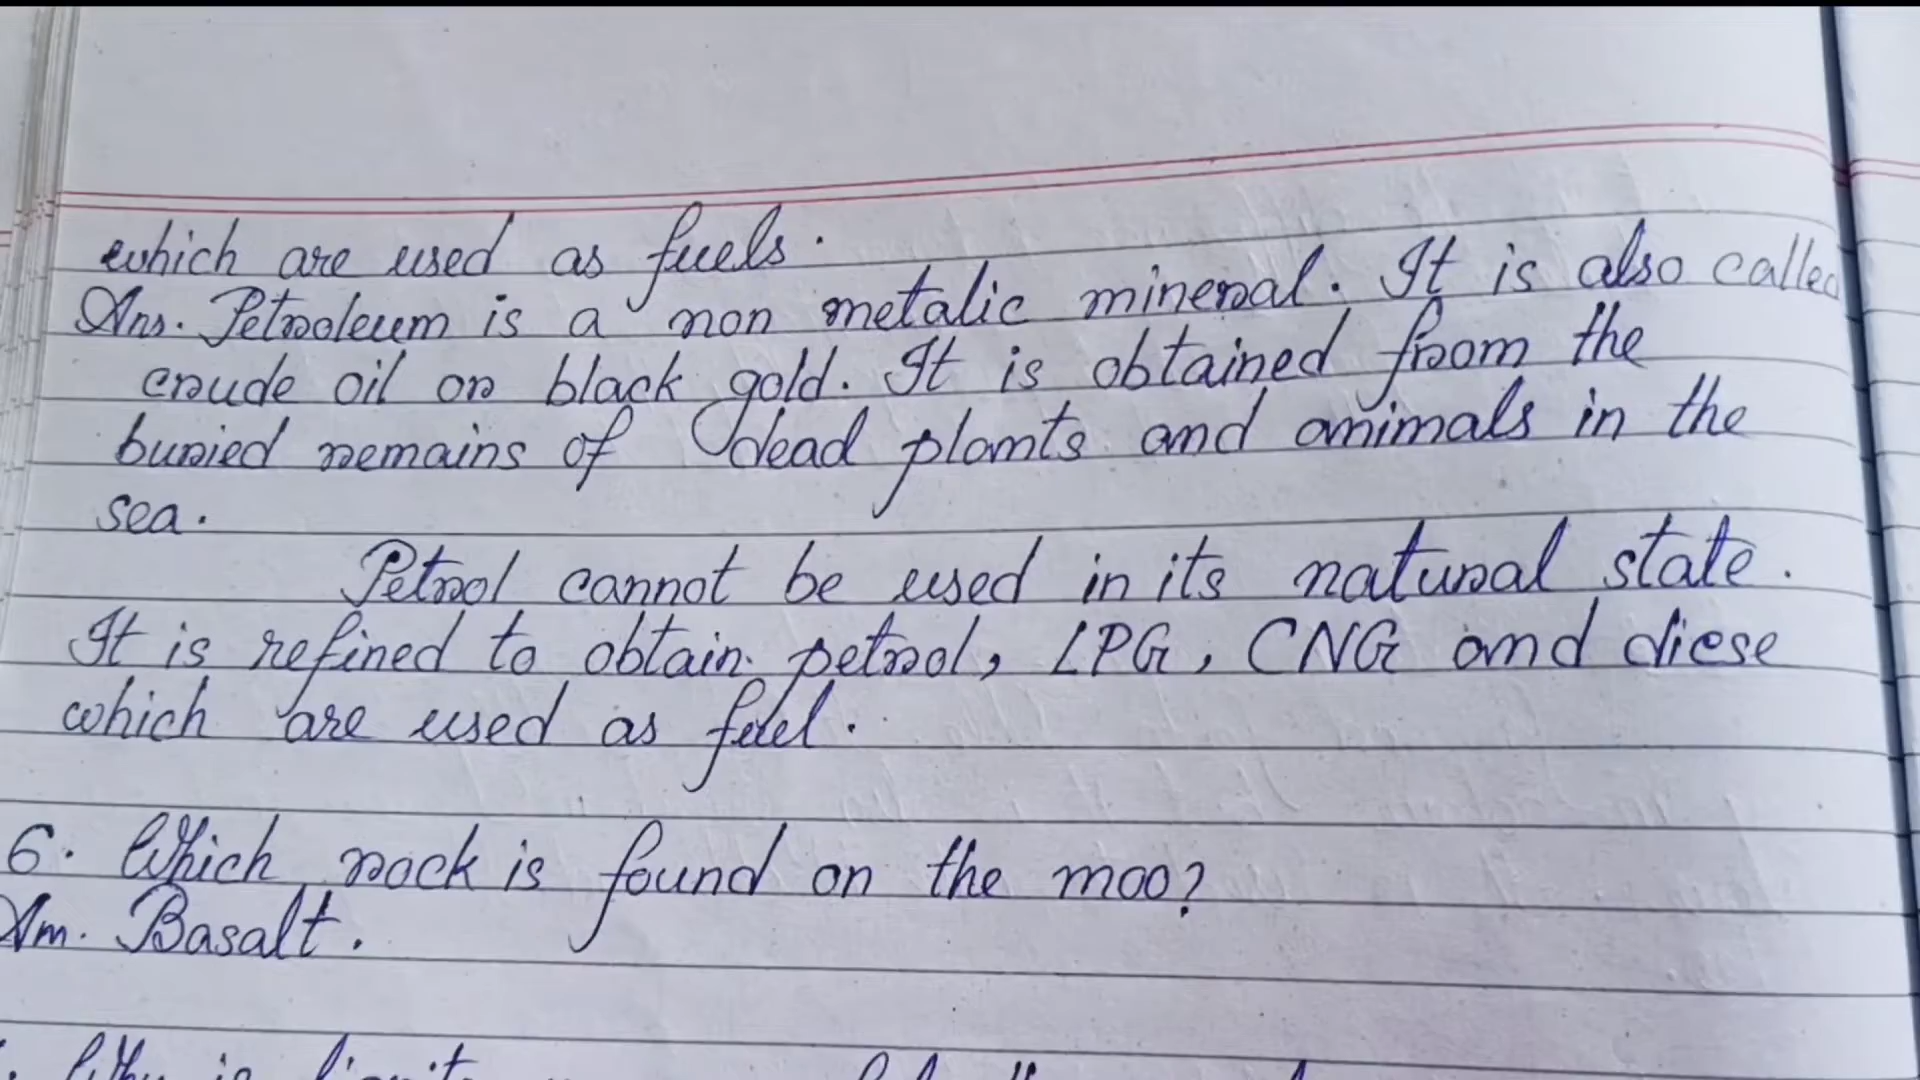 which are used as fuels.
Ans. Petroleum is a non metalic mineral. It is also called
crude oil or black gold. It is obtained from the
buried remains of dead plants and animals in the
sea.
Petrol cannot be used in its natural state.
It is refined to obtain petrol, LPG, CNG and diese
which are used as fuel.
6. Which rock is found on the moo?
Ans. Basalt.
Why is